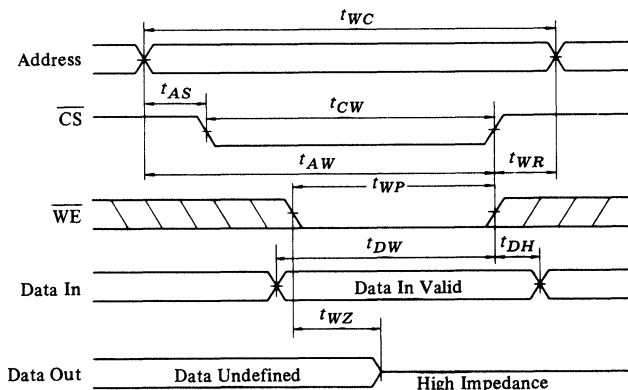 tWC
Address
tAS
tCW
CS
tAW
tWR
tWP
WE
tDW
tDH
Data In
Data In Valid
tWZ
Data Out
Data Undefined
High Impedance